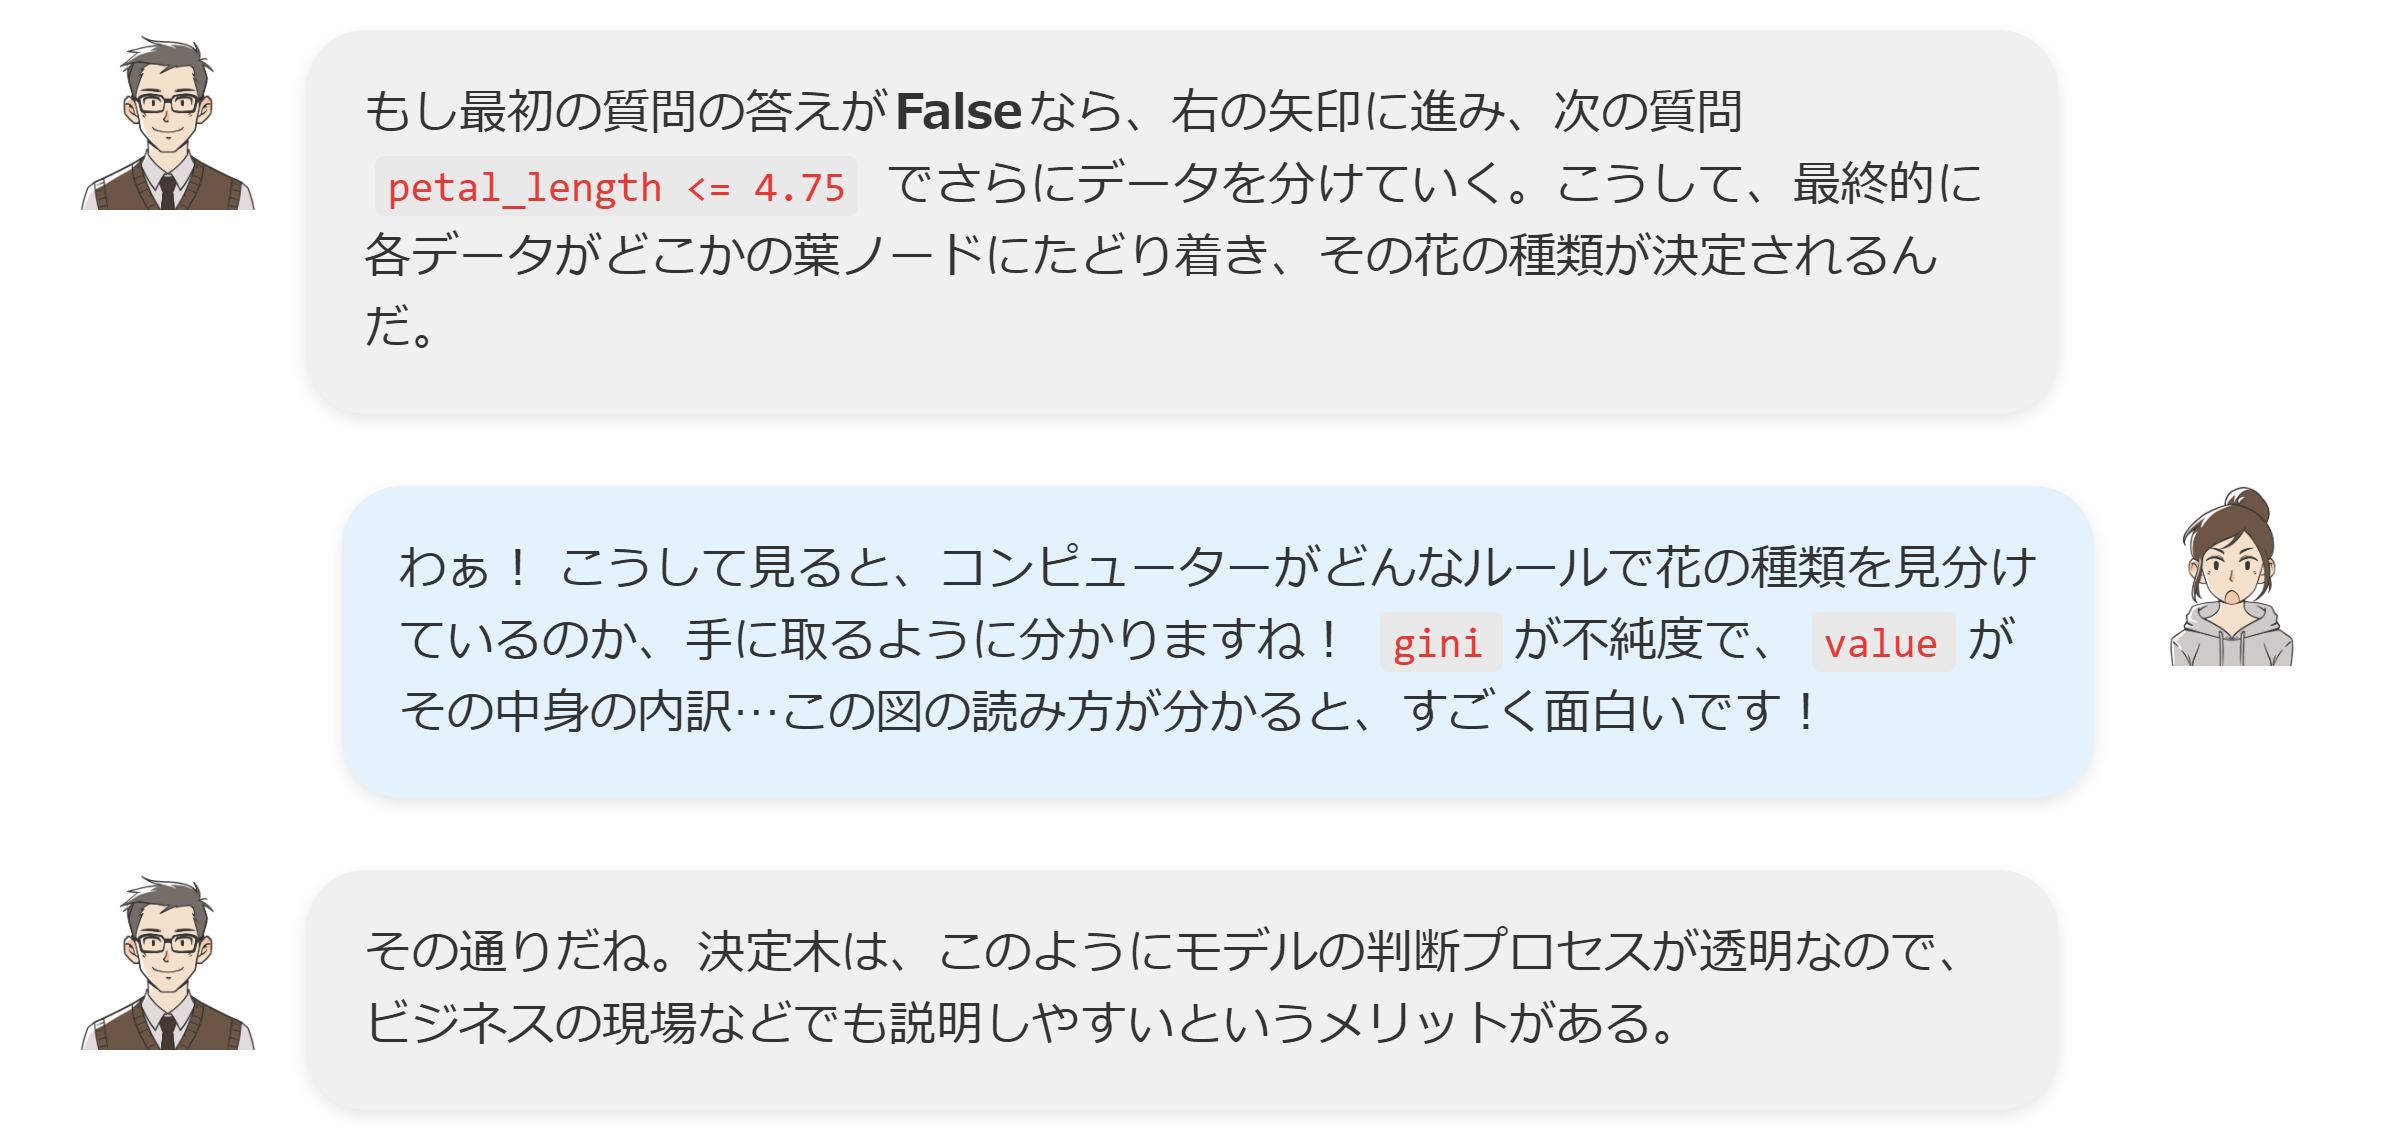 もし最初の質問の答えがFalseなら、右の矢印に進み、次の質問
petal_length <= 4.75 でさらにデータを分けていく。こうして、最終的に
各データがどこかの葉ノードにたどり着き、その花の種類が決定されるん
だ。
わぁ！ こうして見ると、コンピューターがどんなルールで花の種類を見分け
ているのか、手に取るように分かりますね！ gini が不純度で、 value が
その中身の内訳…この図の読み方が分かると、すごく面白いです！
その通りだね。決定木は、このようにモデルの判断プロセスが透明なので、
ビジネスの現場などでも説明しやすいというメリットがある。